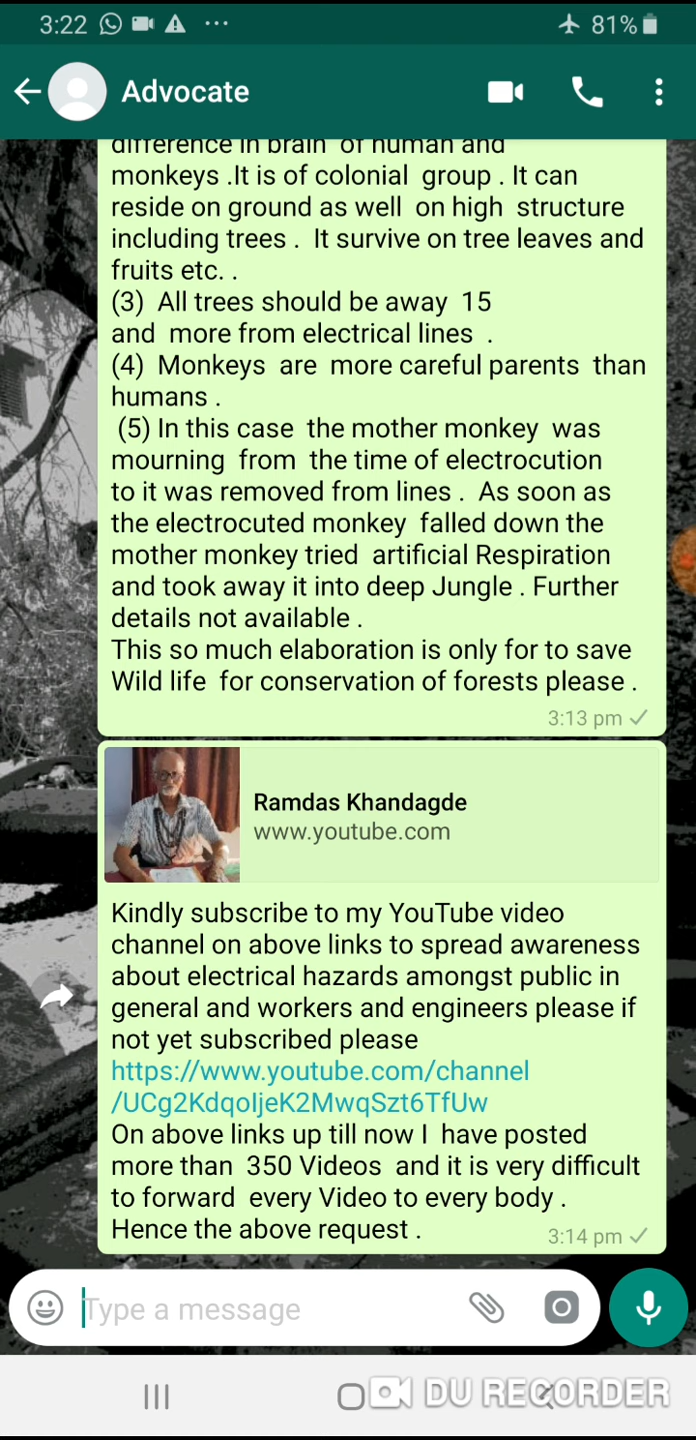 3:22
81%
Advocate
difference in brain of human and
monkeys .It is of colonial group . It can
reside on ground as well on high structure
including trees . It survive on tree leaves and
fruits etc. .
(3) All trees should be away 15
and more from electrical lines .
(4) Monkeys are more careful parents than
humans .
(5) In this case the mother monkey was
mourning from the time of electrocution
to it was removed from lines . As soon as
the electrocuted monkey falled down the
mother monkey tried artificial Respiration
and took away it into deep Jungle . Further
details not available .
This so much elaboration is only for to save
Wild life for conservation of forests please .
3:13 pm
Ramdas Khandagde
www.youtube.com
Kindly subscribe to my YouTube video
channel on above links to spread awareness
about electrical hazards amongst public in
general and workers and engineers please if
not yet subscribed please
https://www.youtube.com/channel
/UCg2KdqoIjeK2MwqSzt6TfUw
On above links up till now I have posted
more than 350 Videos and it is very difficult
to forward every Video to every body .
Hence the above request .
3:14 pm
Type a message
DU RECORDER